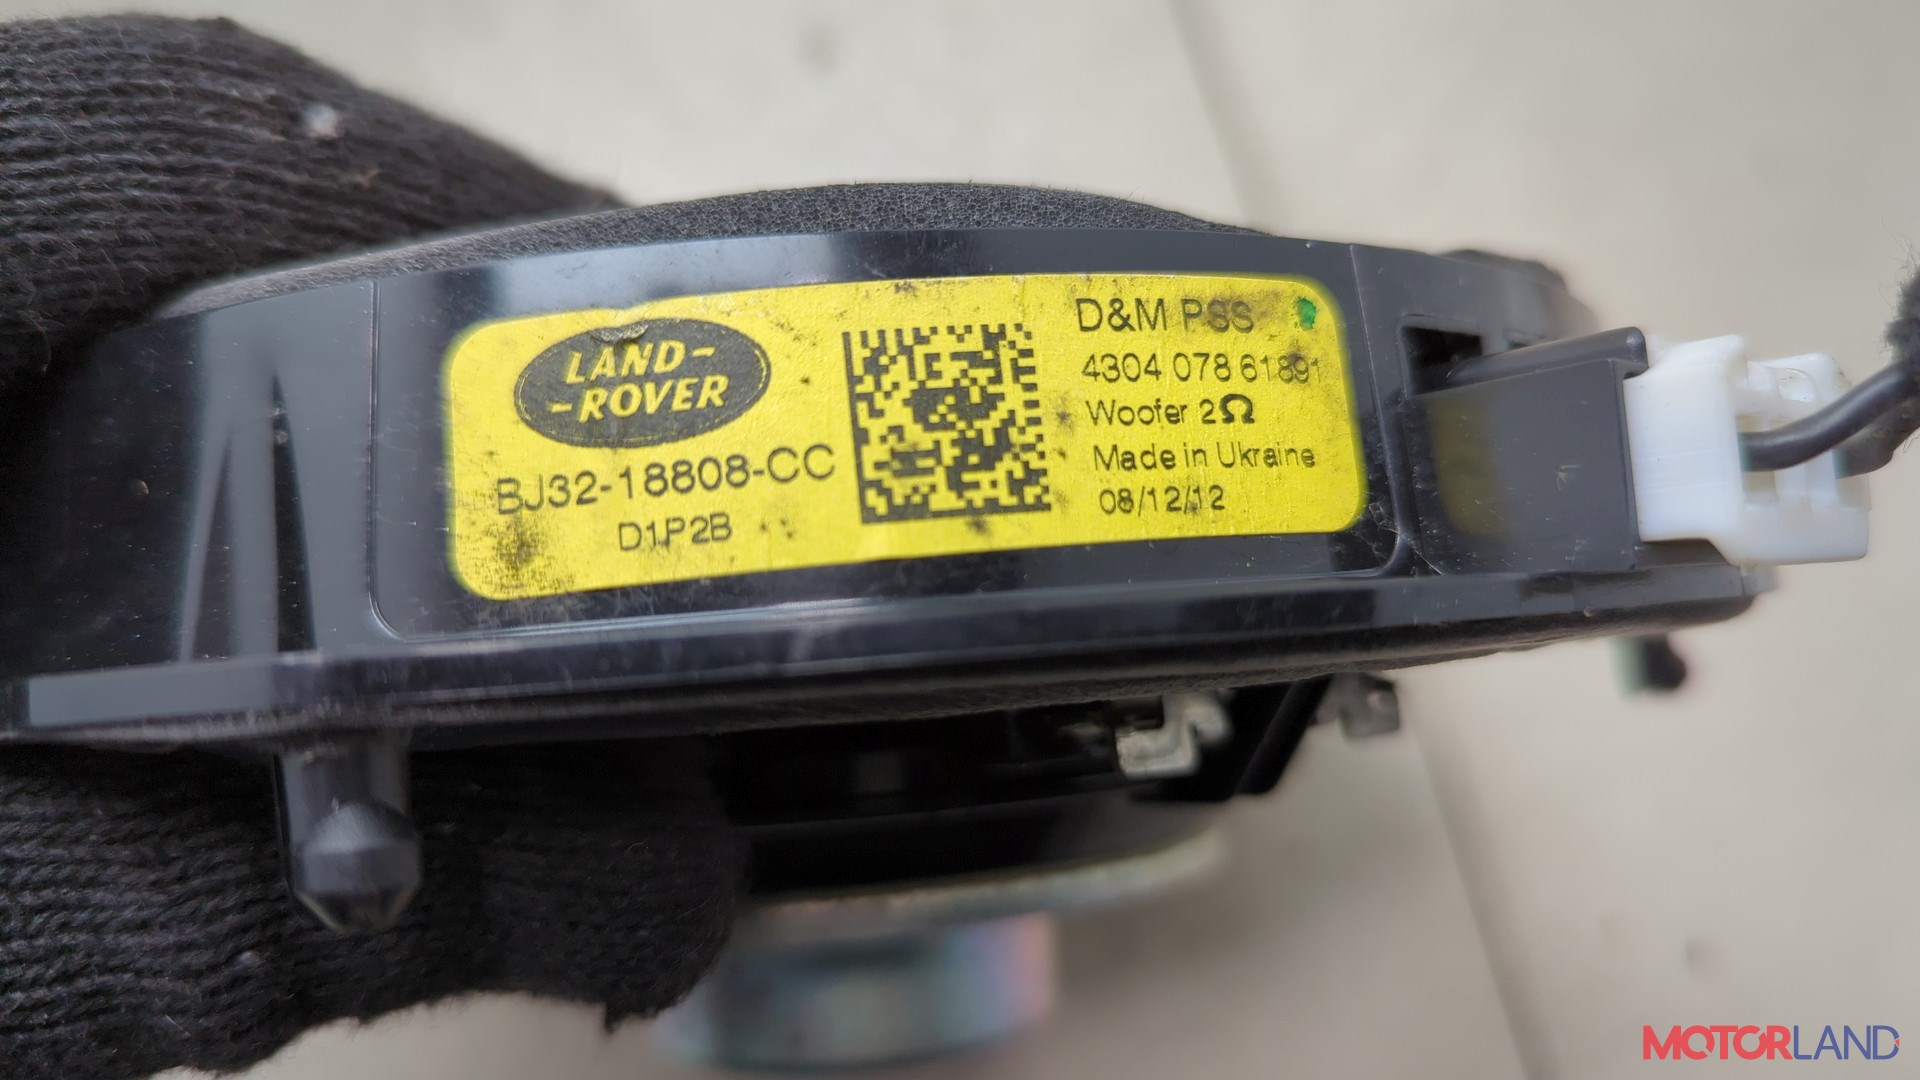 LAND-
-ROVER
BJ32-18808-CC
D1P2B
D&M PSS
4304 078 61891
Woofer 2Ω
Made in Ukraine
08/12/12
MOTORLAND